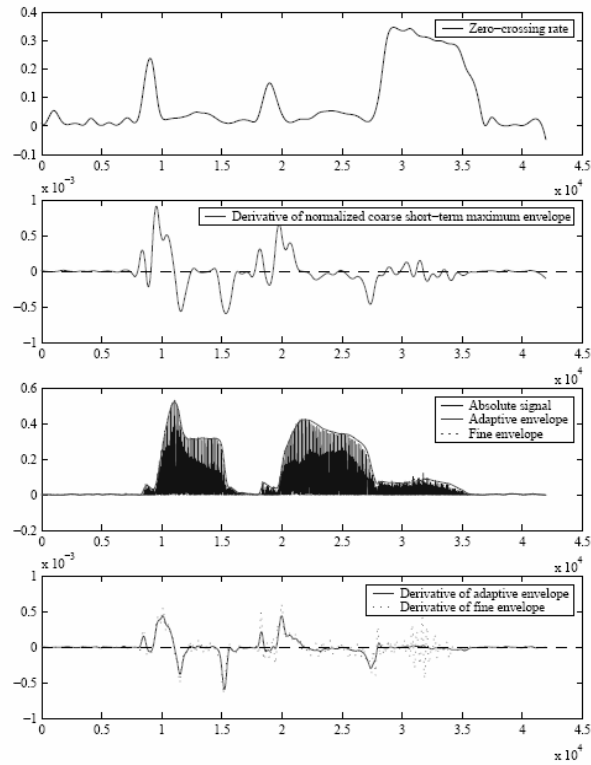 Zero−crossing rate
0.4
0.3
0.2
0.1
0
−0.1
0 0.5 1 1.5 2 2.5 3 3.5 4 4.5
x 10^4
x 10^−3
Derivative of normalized coarse short−term maximum envelope
1
0.5
0
−0.5
−1
0 0.5 1 1.5 2 2.5 3 3.5 4 4.5
x 10^4
Absolute signal
Adaptive envelope
Fine envelope
0.6
0.4
0.2
0
−0.2
0 0.5 1 1.5 2 2.5 3 3.5 4 4.5
x 10^4
x 10^−3
Derivative of adaptive envelope
Derivative of fine envelope
1
0.5
0
−0.5
−1
0 0.5 1 1.5 2 2.5 3 3.5 4 4.5
x 10^4